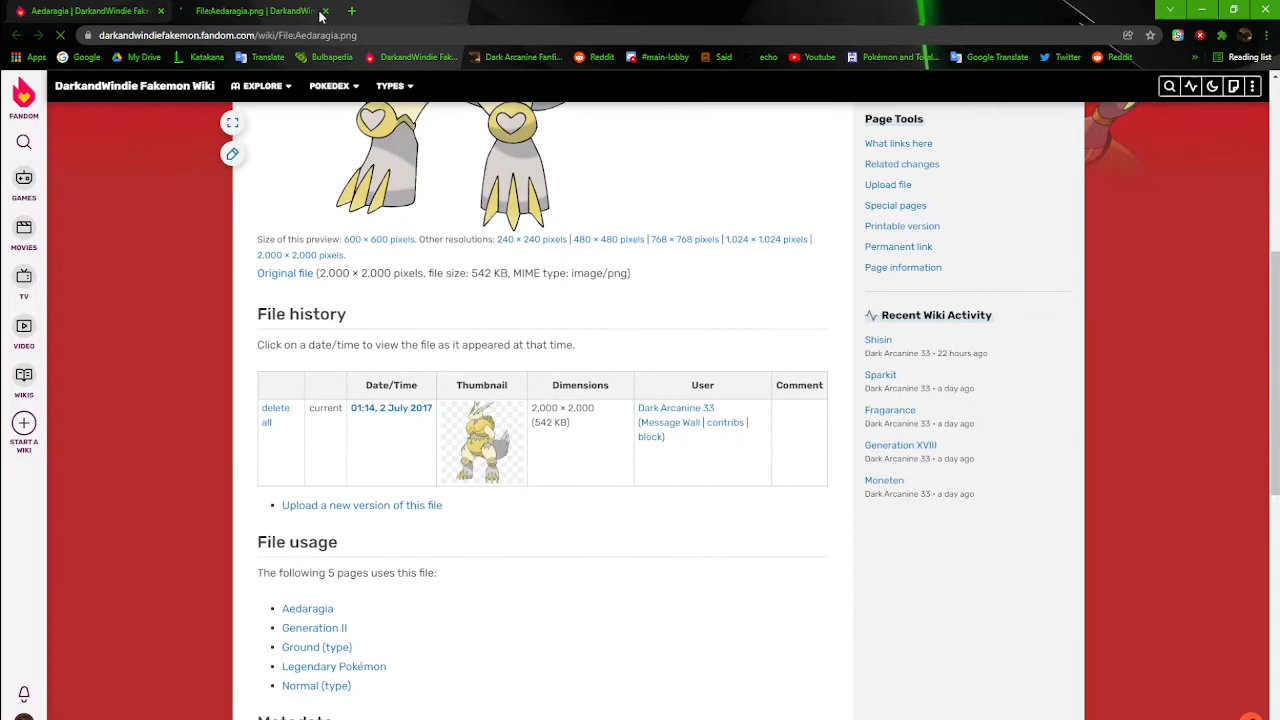 Aedaragia | DarkandWindie Fake
File:Aedaragia.png | DarkandWin
darkandwindiefakemon.fandom.com/wiki/File:Aedaragia.png
Apps
Google
My Drive
Katakana
Translate
Bulbapedia
DarkandWindie Fak...
Dark Arcanine Fanfi...
Reddit
#main-lobby
Said
echo
Youtube
Pokémon and Total...
Google Translate
Twitter
Reddit
»
Reading list
FANDOM
GAMES
MOVIES
TV
VIDEO
WIKIS
START A
WIKI
DarkandWindie Fakemon Wiki
EXPLORE
POKEDEX
TYPES
Size of this preview: 600 × 600 pixels. Other resolutions: 240 × 240 pixels | 480 × 480 pixels | 768 × 768 pixels | 1,024 × 1,024 pixels |
2,000 × 2,000 pixels.
Original file (2,000 × 2,000 pixels, file size: 542 KB, MIME type: image/png)
File history
Click on a date/time to view the file as it appeared at that time.
Date/Time Thumbnail Dimensions User Comment
delete current 01:14, 2 July 2017 2,000 × 2,000 Dark Arcanine 33
all (542 KB) (Message Wall | contribs |
block)
• Upload a new version of this file
File usage
The following 5 pages uses this file:
• Aedaragia
• Generation II
• Ground (type)
• Legendary Pokémon
• Normal (type)
Metadata
Page Tools
What links here
Related changes
Upload file
Special pages
Printable version
Permanent link
Page information
Recent Wiki Activity
Shisin
Dark Arcanine 33 • 22 hours ago
Sparkit
Dark Arcanine 33 • a day ago
Fragarance
Dark Arcanine 33 • a day ago
Generation XVIII
Dark Arcanine 33 • a day ago
Moneten
Dark Arcanine 33 • a day ago